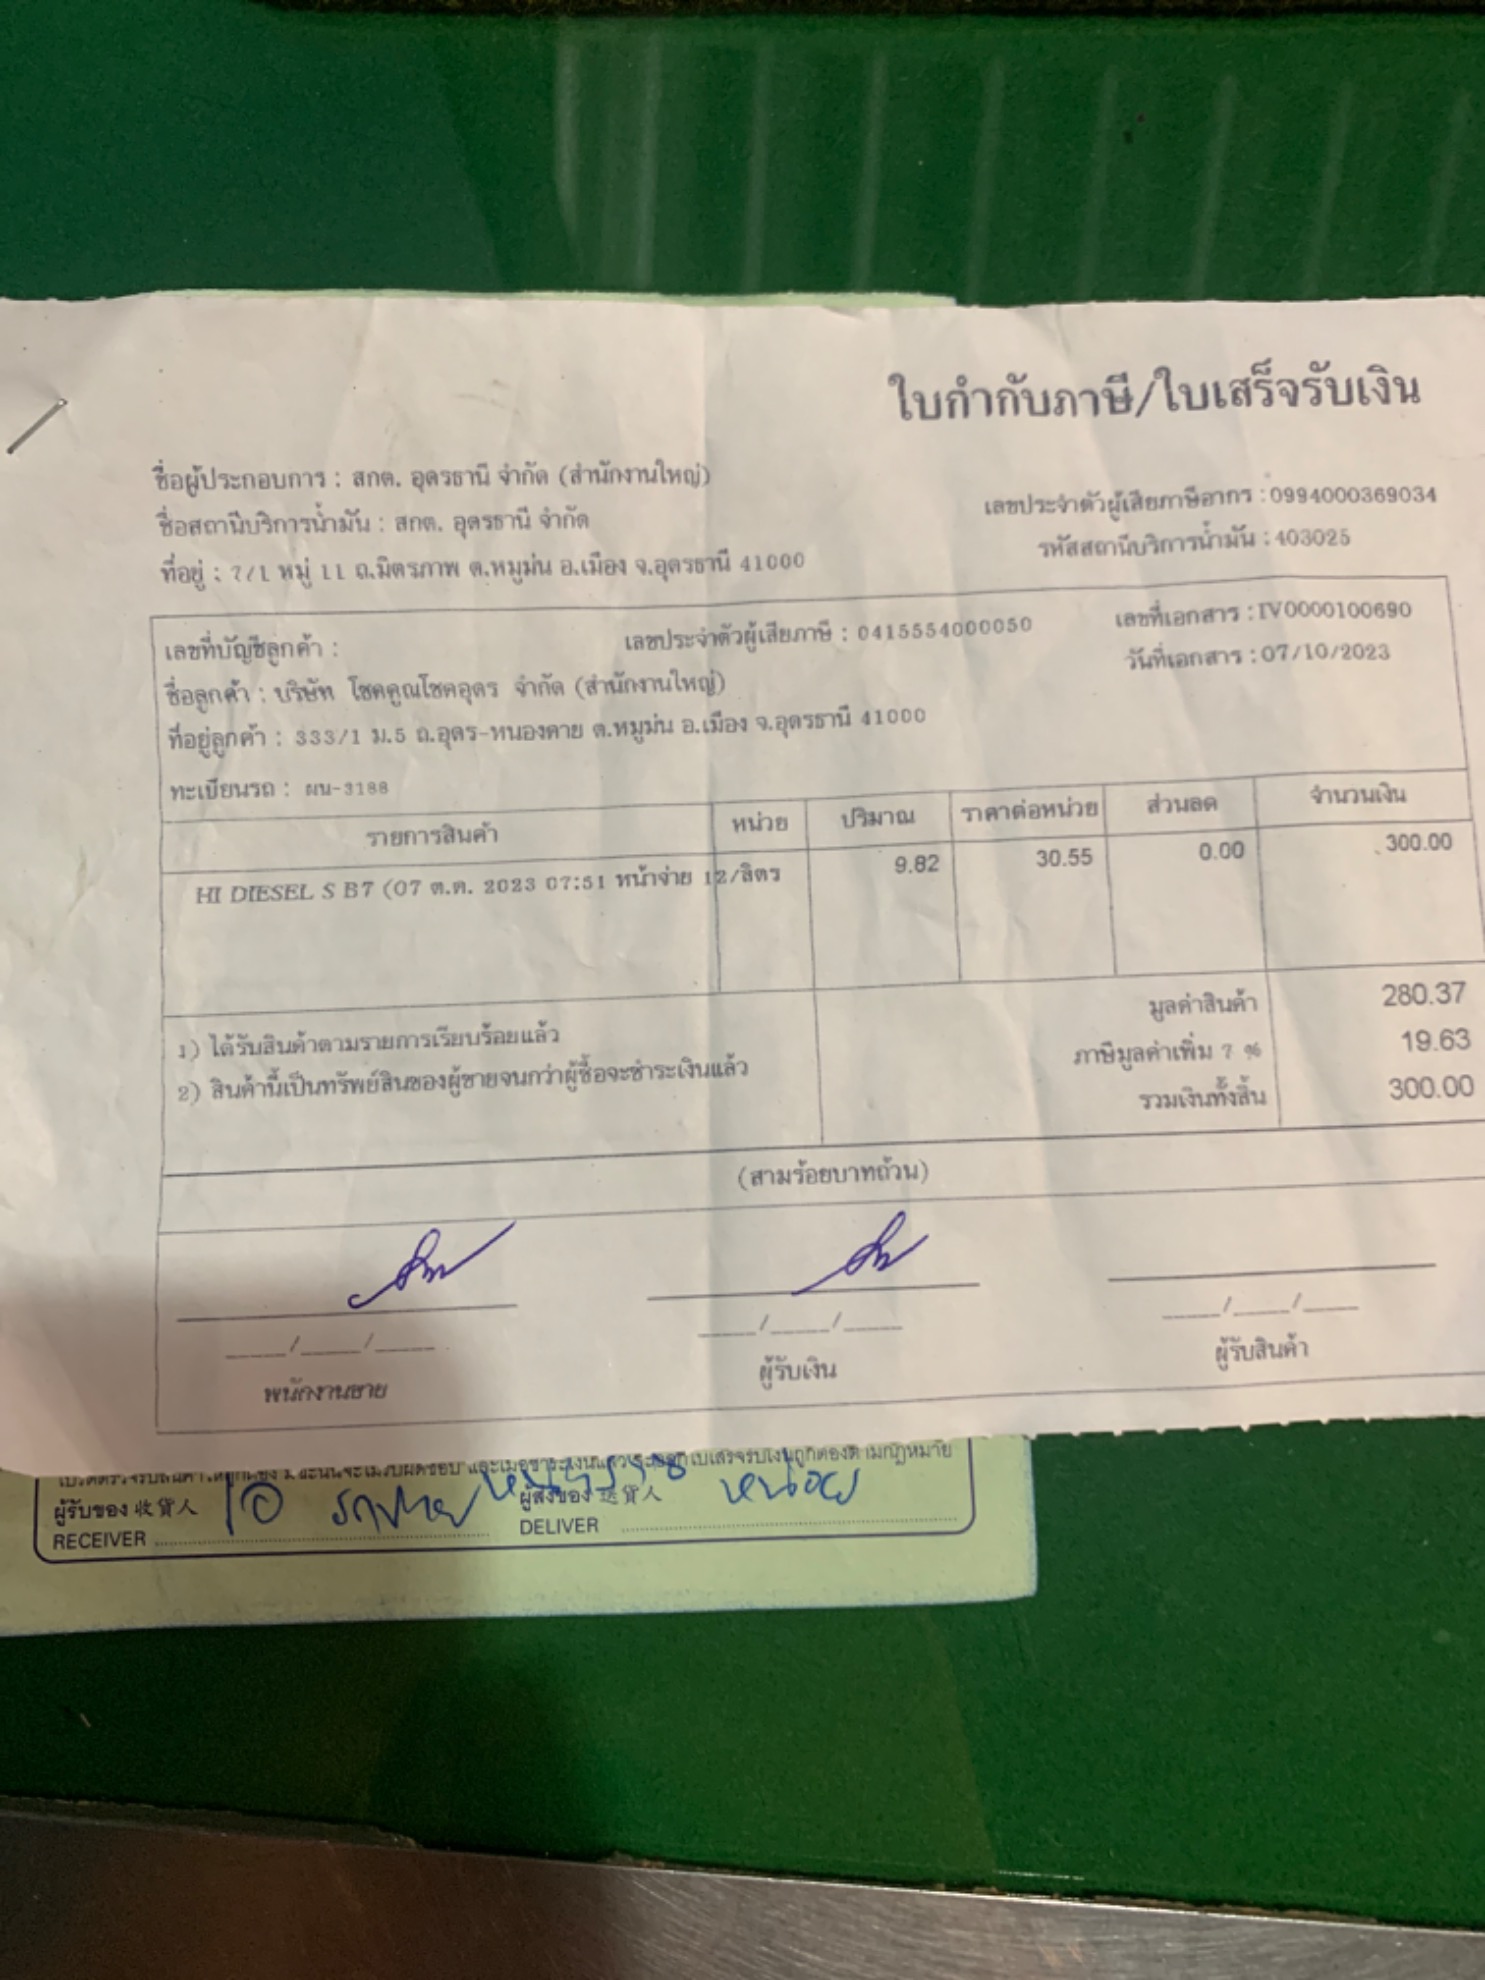 ใบกำกับภาษี/ใบเสร็จรับเงิน
ชื่อผู้ประกอบการ : สกต. อุดรธานี จำกัด (สำนักงานใหญ่)
เลขประจำตัวผู้เสียภาษีอากร : 0994000369034
ชื่อสถานีบริการน้ำมัน : สกต. อุดรธานี จำกัด
รหัสสถานีบริการน้ำมัน : 403025
ที่อยู่ : 7/1 หมู่ 11 ถ.มิตรภาพ ต.หมูม่น อ.เมือง จ.อุดรธานี 41000
เลขที่บัญชีลูกค้า : เลขประจำตัวผู้เสียภาษี : 0415554000050 เลขที่เอกสาร : IV0000100690
ชื่อลูกค้า : บริษัท โชคคูณโชคอุดร จำกัด (สำนักงานใหญ่) วันที่เอกสาร : 07/10/2023
ที่อยู่ลูกค้า : 333/1 ม.5 ถ.อุดร-หนองคาย ต.หมูม่น อ.เมือง จ.อุดรธานี 41000
ทะเบียนรถ : ผน-3188
รายการสินค้า หน่วย ปริมาณ ราคาต่อหน่วย ส่วนลด จำนวนเงิน
HI DIESEL S B7 (07 ต.ค. 2023 07:51 หน้าจ่าย 12/ลิตร 9.82 30.55 0.00 300.00
มูลค่าสินค้า 280.37
1) ได้รับสินค้าตามรายการเรียบร้อยแล้ว
ภาษีมูลค่าเพิ่ม 7 % 19.63
2) สินค้านี้เป็นทรัพย์สินของผู้ขายจนกว่าผู้ซื้อจะชำระเงินแล้ว
รวมเงินทั้งสิ้น 300.00
(สามร้อยบาทถ้วน)
____/____/____ ____/____/____ ____/____/____
พนักงานขาย ผู้รับเงิน ผู้รับสินค้า
ผู้รับของ 收貨人 ผู้ส่งของ 送貨人 หน่อย
RECEIVER DELIVER